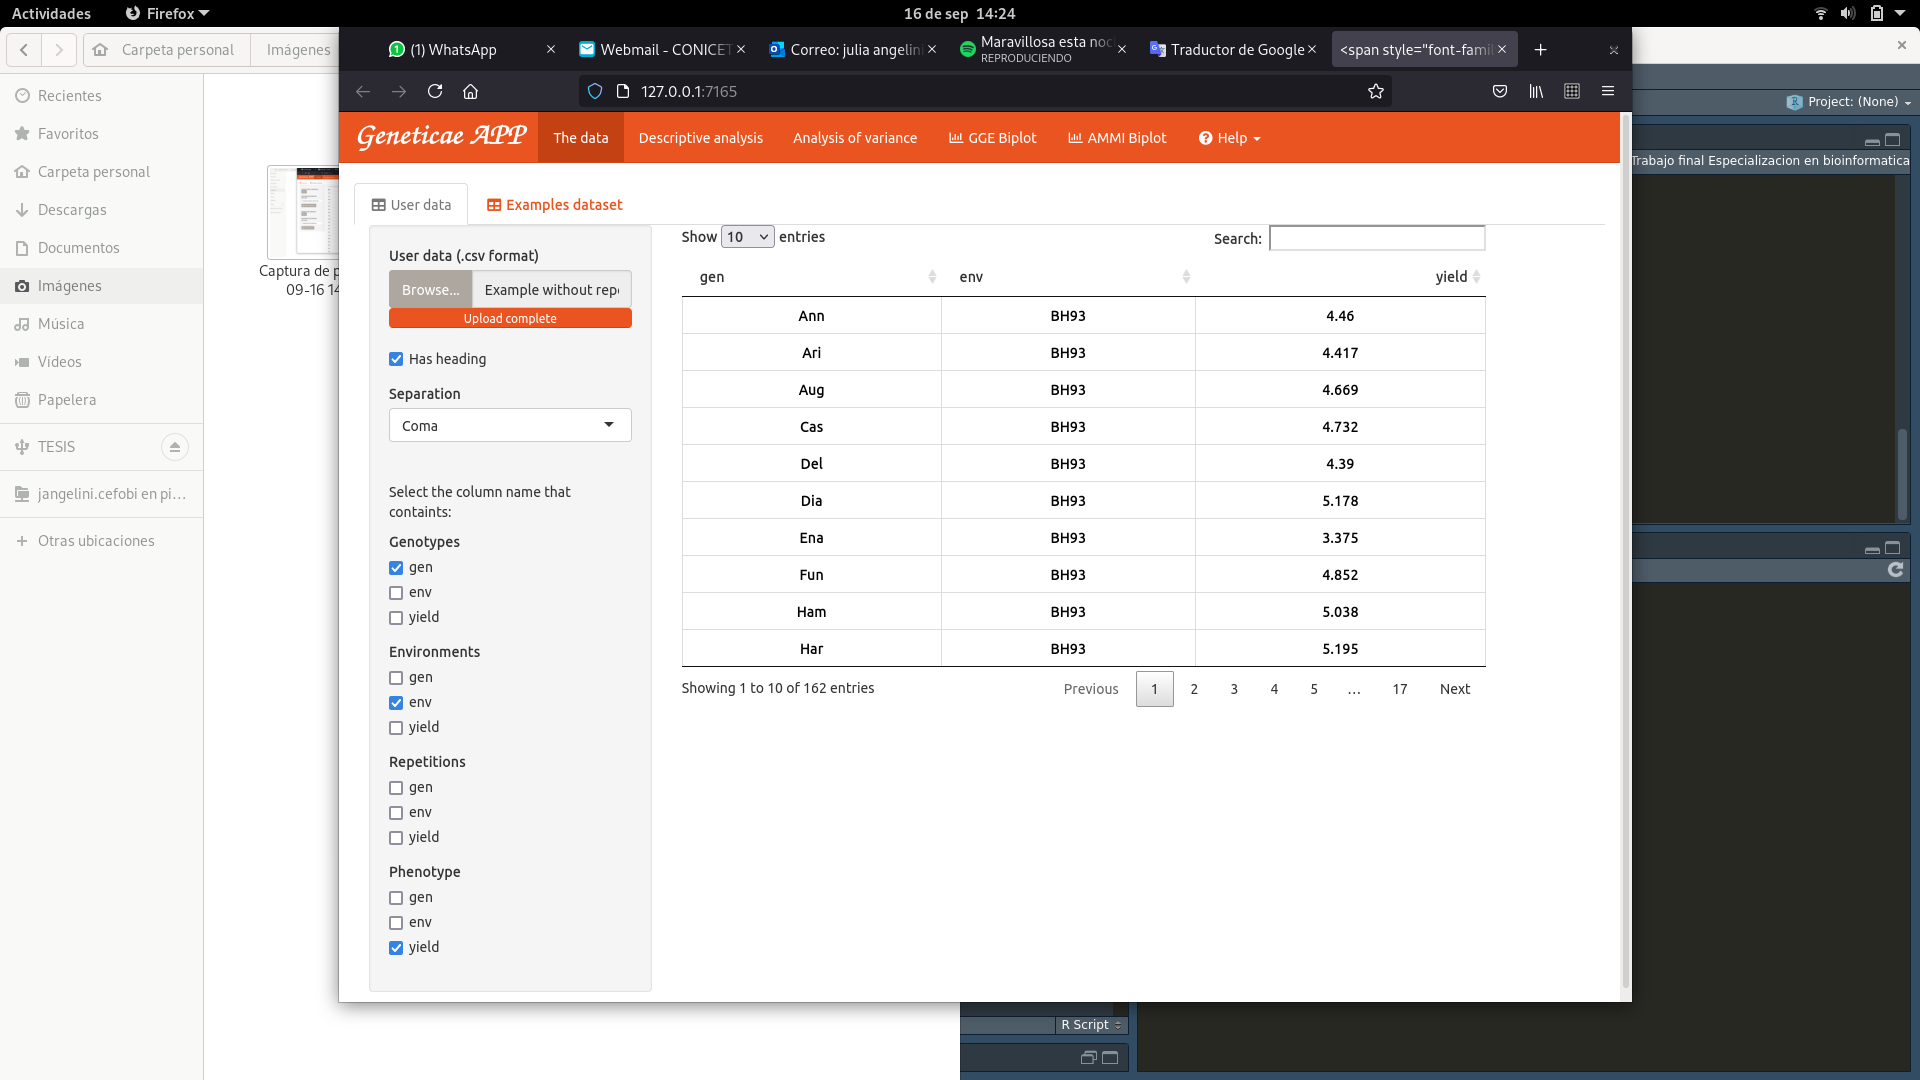 Actividades
Firefox
16 de sep 14:24
Carpeta personal
Imágenes
Recientes
Favoritos
Carpeta personal
Descargas
Documentos
Imágenes
Música
Vídeos
Papelera
TESIS
jangelini.cefobi en pi...
Otras ubicaciones
Captura de p
09-16 14
(1) WhatsApp
Webmail - CONICET
Correo: julia angelin
Maravillosa esta noc
REPRODUCIENDO
Traductor de Google
<span style="font-famil
127.0.0.1:7165
Geneticae APP
The data
Descriptive analysis
Analysis of variance
GGE Biplot
AMMI Biplot
Help
User data
Examples dataset
User data (.csv format)
Browse...
Example without repe
Upload complete
Has heading
Separation
Coma
Select the column name that
containts:
Genotypes
gen
env
yield
Environments
gen
env
yield
Repetitions
gen
env
yield
Phenotype
gen
env
yield
Show 10 entries
Search:
gen env yield
Ann BH93 4.46
Ari BH93 4.417
Aug BH93 4.669
Cas BH93 4.732
Del BH93 4.39
Dia BH93 5.178
Ena BH93 3.375
Fun BH93 4.852
Ham BH93 5.038
Har BH93 5.195
Showing 1 to 10 of 162 entries
Previous 1 2 3 4 5 … 17 Next
Project: (None)
Trabajo final Especializacion en bioinformatica
R Script